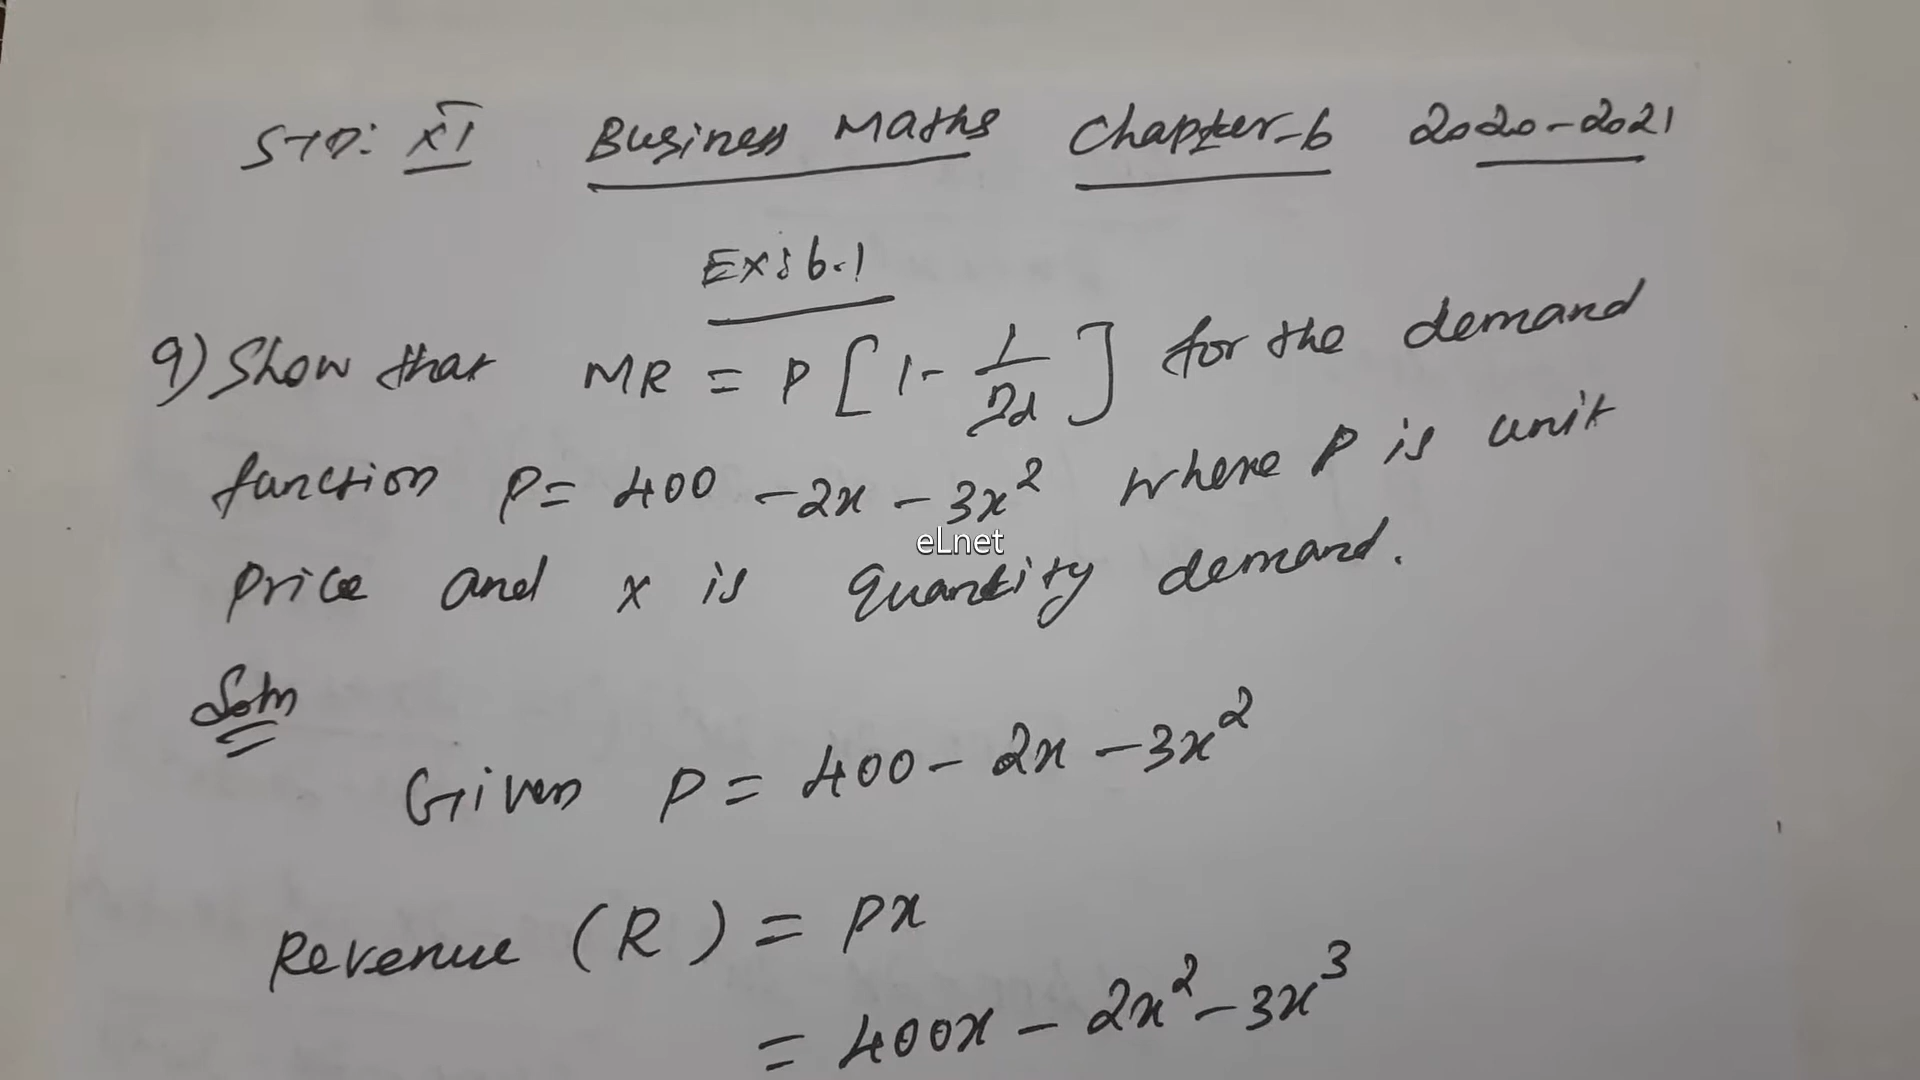 STD: XI Business Maths Chapter-6 2020-2021
Ex: 6.1
9) Show that MR = P [ 1 - 1/ηd ] for the demand
function P = 400 - 2x - 3x² where P is unit
eLnet
price and x is quantity demand.
Soln
Given P = 400 - 2x - 3x²
Revenue (R) = Px
= 400x - 2x² - 3x³